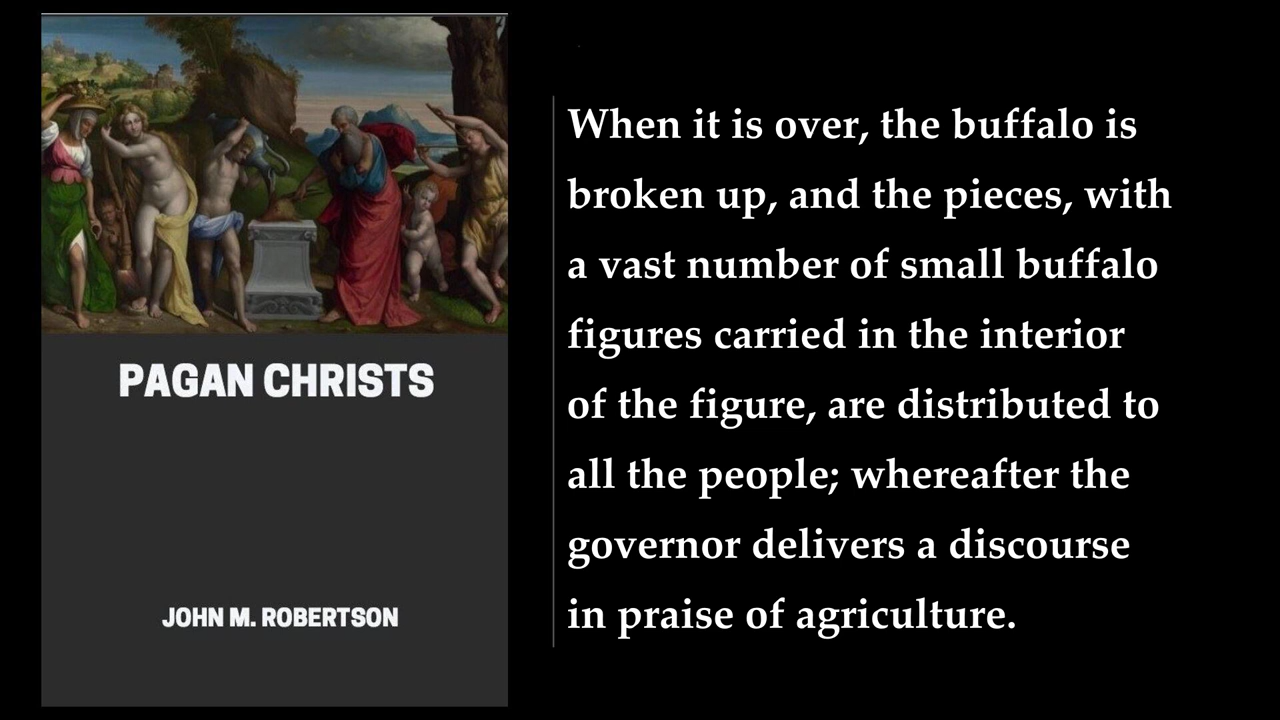 PAGAN CHRISTS
JOHN M. ROBERTSON
When it is over, the buffalo is
broken up, and the pieces, with
a vast number of small buffalo
figures carried in the interior
of the figure, are distributed to
all the people; whereafter the
governor delivers a discourse
in praise of agriculture.